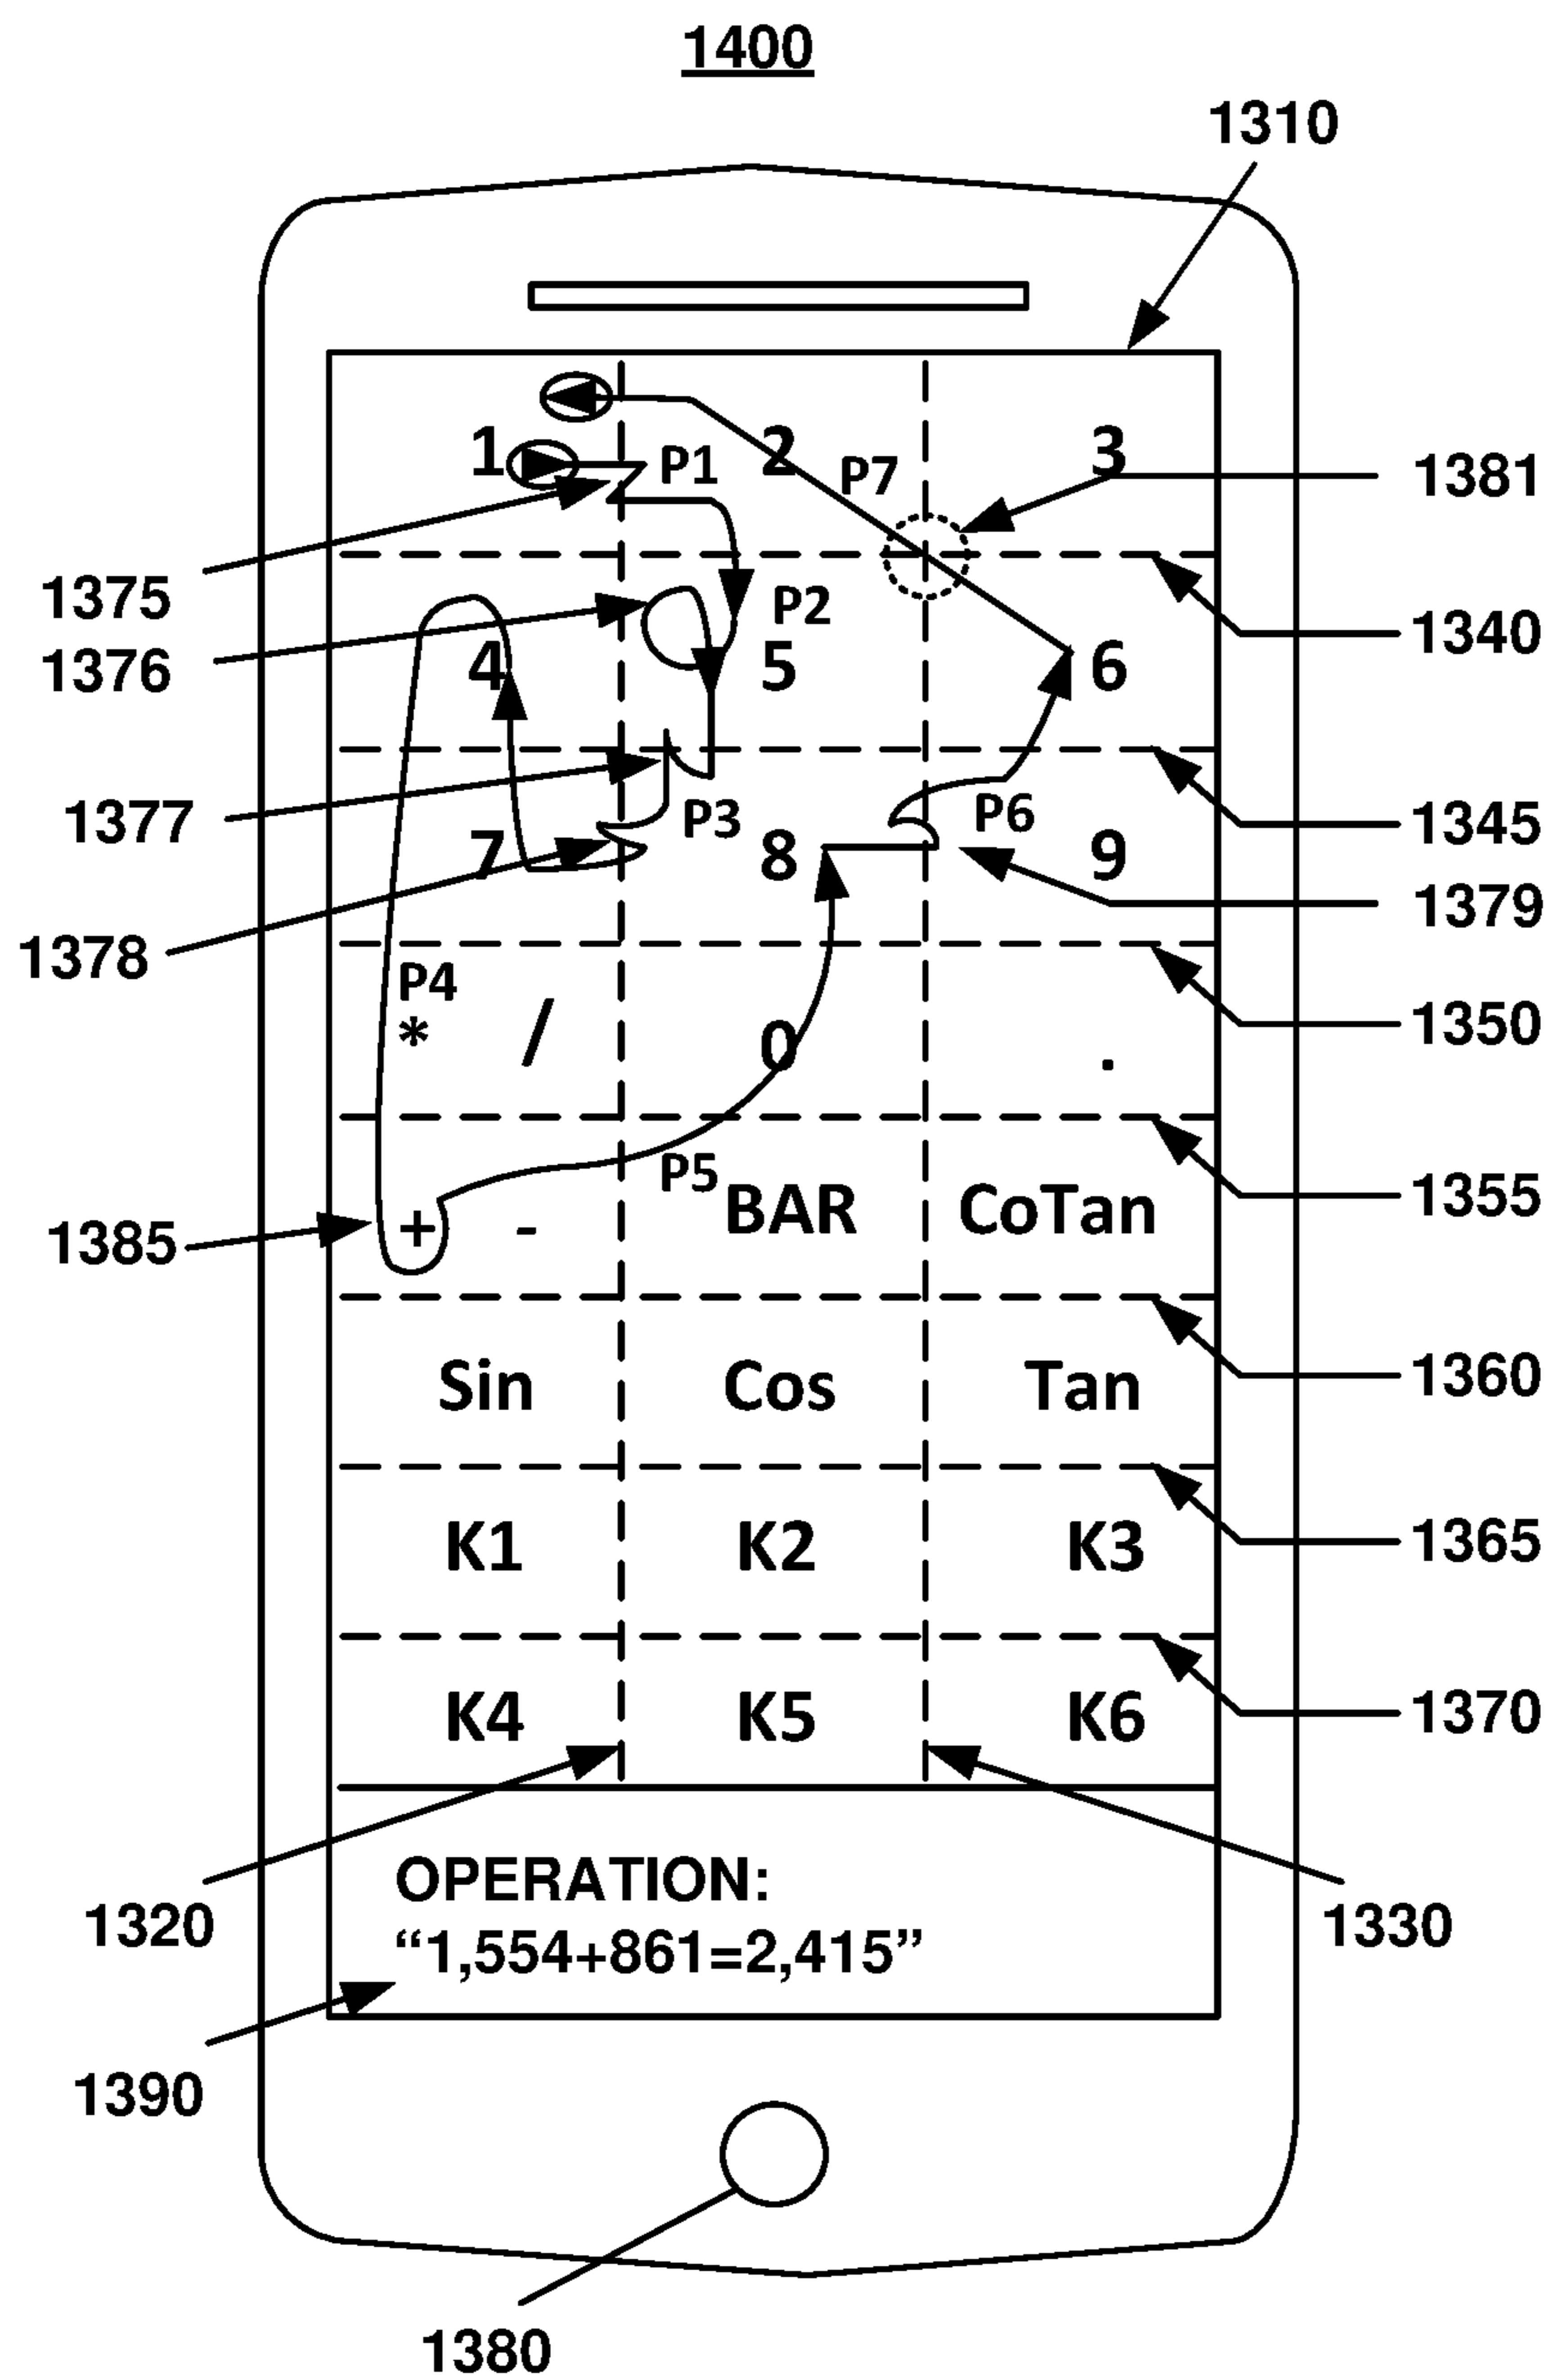 1400
1310
1 P1 2 P7 3
1381
1375
P2
1340
1376
4 5 6
1377
P3 P6
1345
7 8 9
1379
1378
P4
* / 0 .
1350
P5
1355
1385
+ - BAR CoTan
Sin Cos Tan
1360
K1 K2 K3
1365
K4 K5 K6
1370
OPERATION:
1320
1330
“1,554+861=2,415”
1390
1380